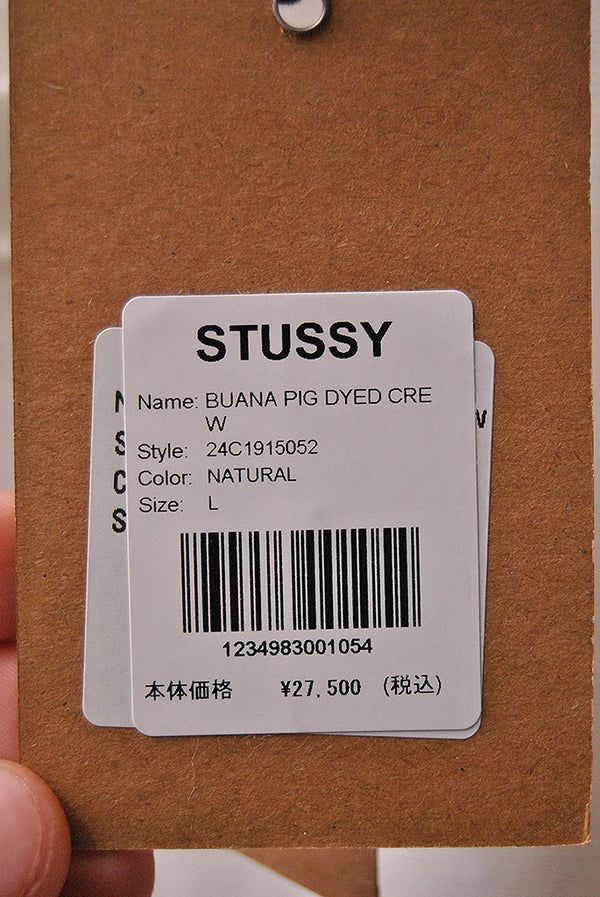 STUSSY
Name: BUANA PIG DYED CRE
W
Style: 24C1915052
Color: NATURAL
Size: L
1234983001054
本体価格 ¥27.500 (税込)